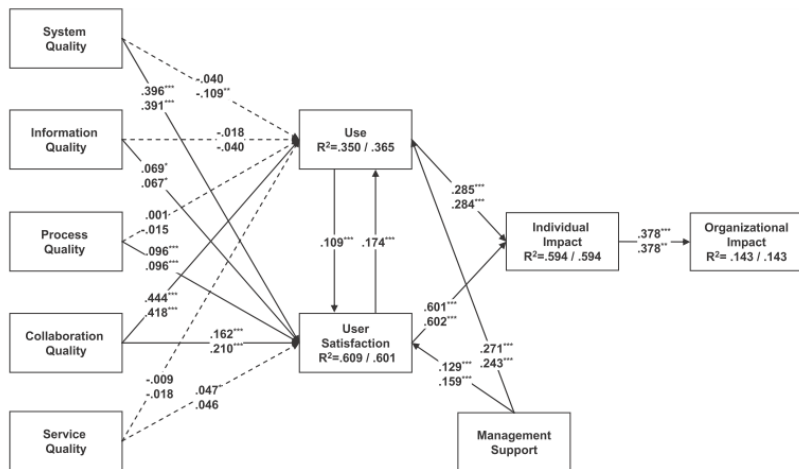 System
Quality
-.040
-.109**
.396***
.391***
Information
Quality
-.018
-.040
Use
R²=.350 / .365
.069*
.067*
.285***
.284***
Process
Quality
.001
-.015
.109***
.174***
Individual
Impact
R²=.594 / .594
.378***
.378**
Organizational
Impact
R²= .143 / .143
.096***
.096***
.444***
.418***
.601***
.602***
Collaboration
Quality
.162***
.210***
User
Satisfaction
R²=.609 / .601
.271***
.243***
.129***
.159***
-.009
-.018
.047*
.046
Service
Quality
Management
Support